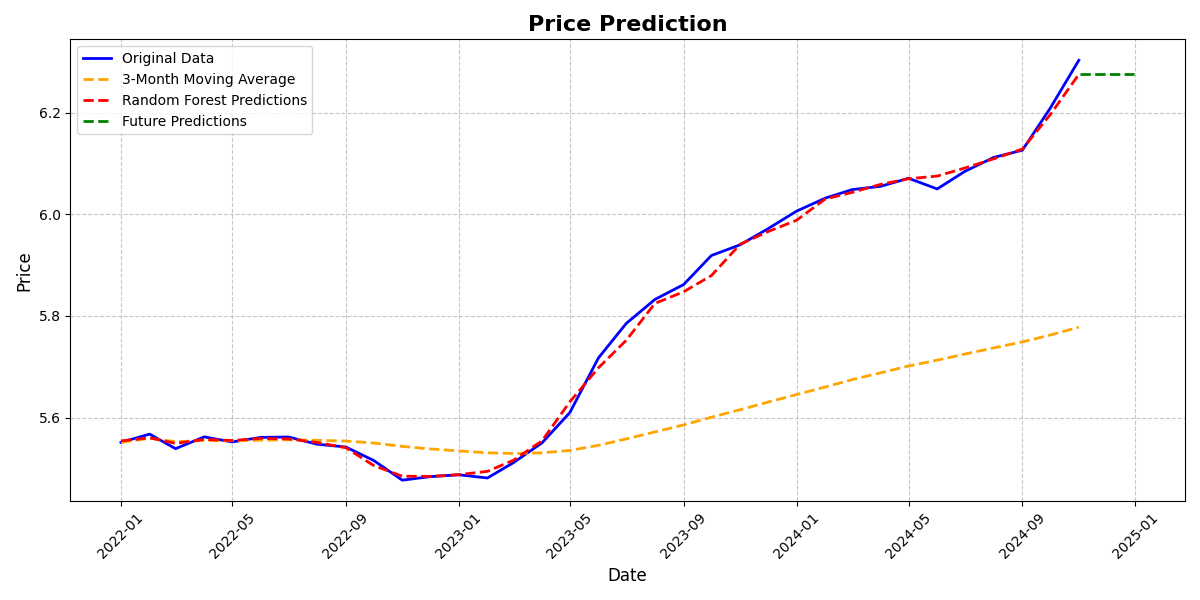 Price Prediction
Original Data
3-Month Moving Average
Random Forest Predictions
Future Predictions
Price
6.2
6.0
5.8
5.6
2022-01
2022-05
2022-09
2023-01
2023-05
2023-09
2024-01
2024-05
2024-09
2025-01
Date